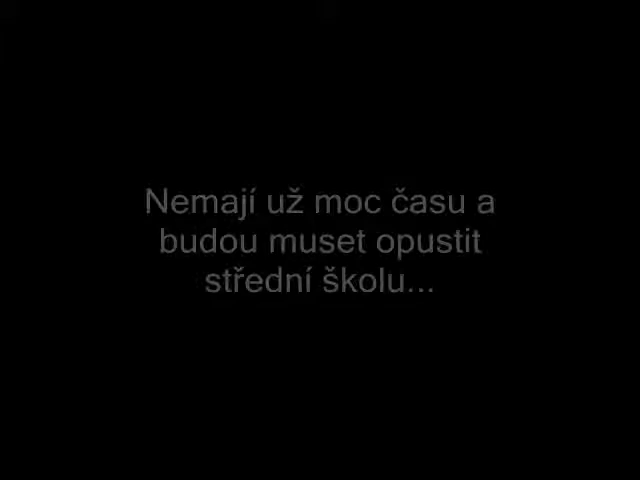 Nemají už moc času a
budou muset opustit
střední školu...